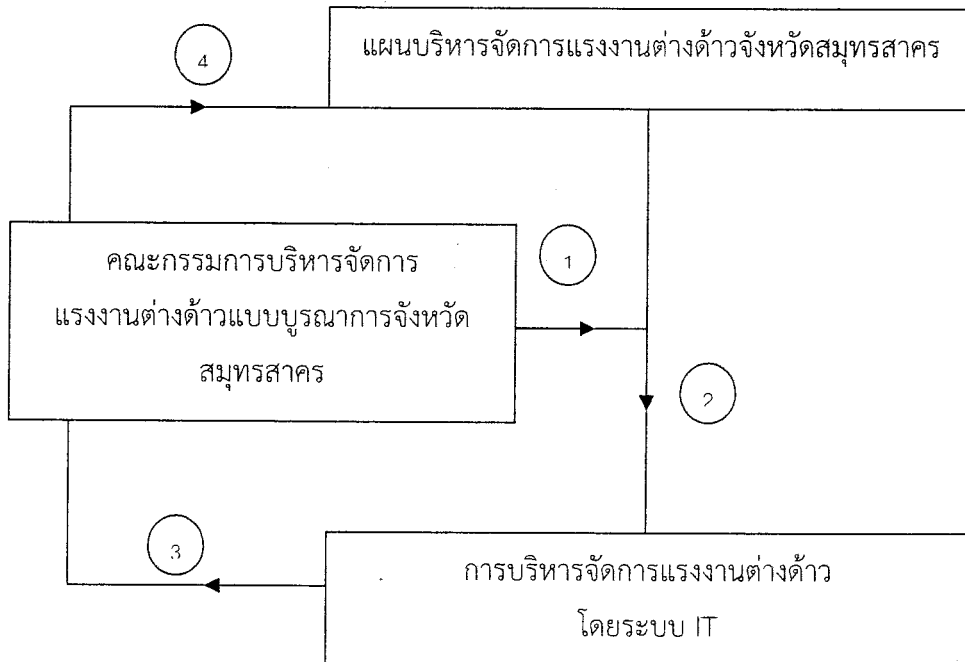 4
แผนบริหารจัดการแรงงานต่างด้าวจังหวัดสมุทรสาคร
คณะกรรมการบริหารจัดการ
แรงงานต่างด้าวแบบบูรณาการจังหวัด
สมุทรสาคร
1
2
3
การบริหารจัดการแรงงานต่างด้าว
โดยระบบ IT